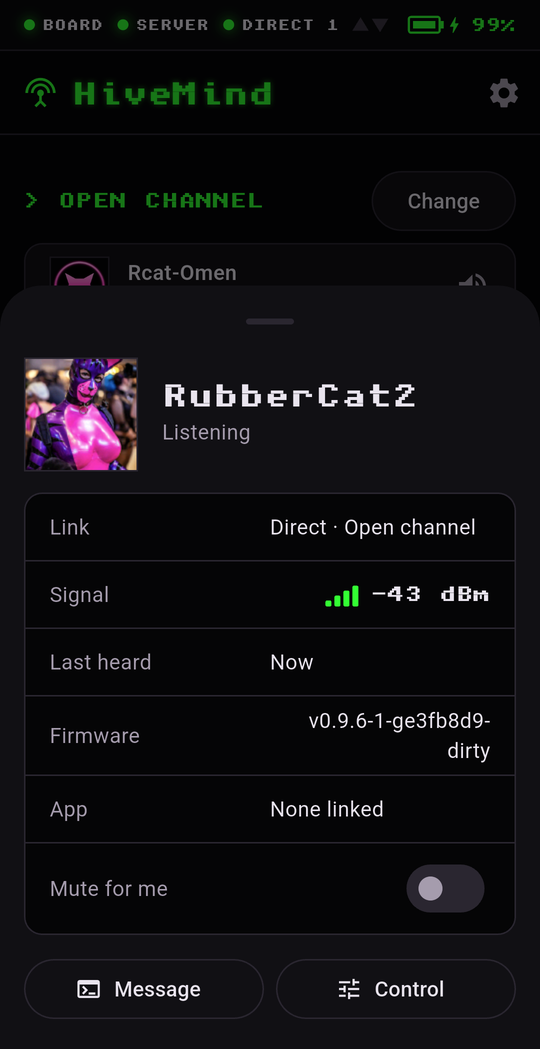 BOARD SERVER DIRECT 1 99%
HiveMind
> OPEN CHANNEL Change
Rcat-Omen
RubberCat2
Listening
Link Direct · Open channel
Signal -43 dBm
Last heard Now
Firmware v0.9.6-1-ge3fb8d9-
dirty
App None linked
Mute for me
Message Control